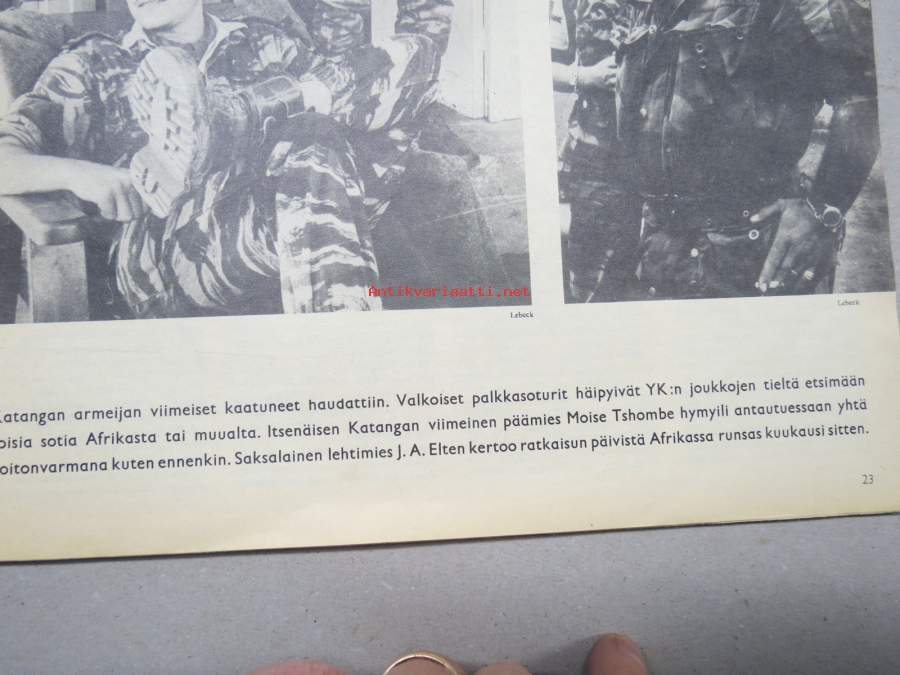 Antikvariaatti.net
Lebeck
Lebeck
Katangan armeijan viimeiset kaatuneet haudattiin. Valkoiset palkkasoturit häipyivät YK:n joukkojen tieltä etsimään
oisia sotia Afrikasta tai muualta. Itsenäisen Katangan viimeinen päämies Moise Tshombe hymyili antautuessaan yhtä
oitonvarmana kuten ennenkin. Saksalainen lehtimies J. A. Elten kertoo ratkaisun päivistä Afrikassa runsas kuukausi sitten.
23